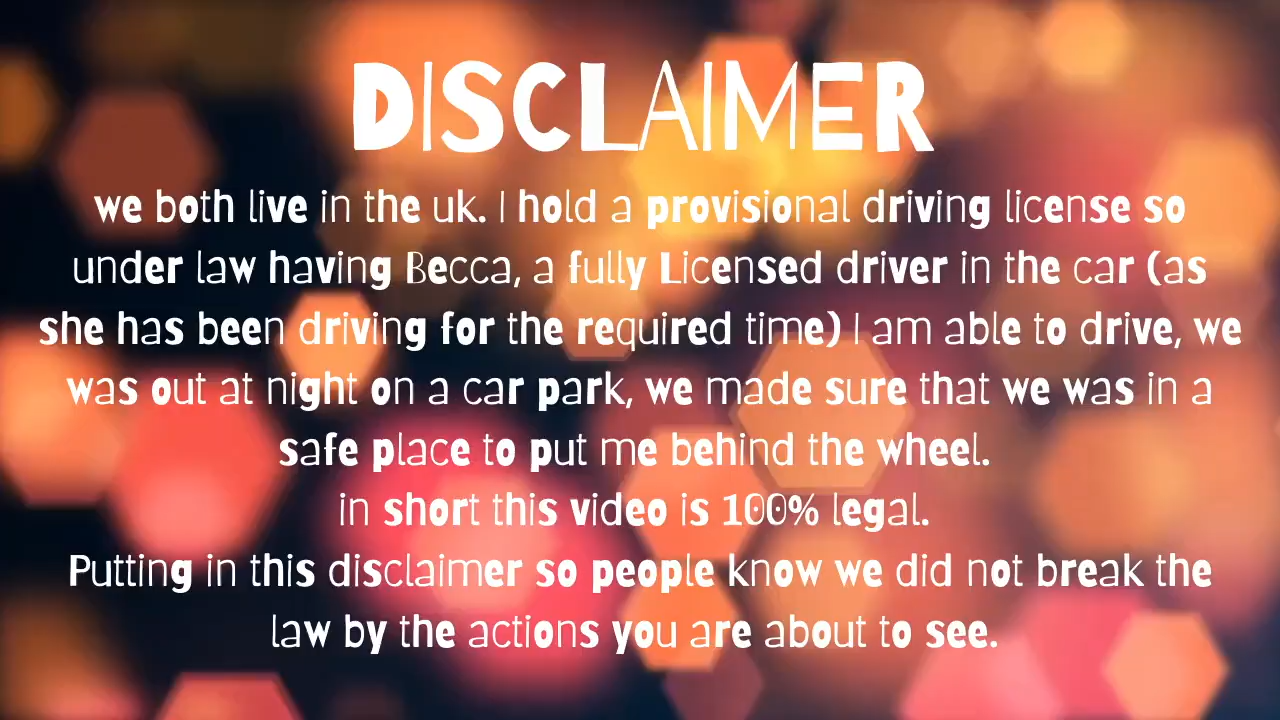 DISCLAIMER
we both live in the uk. I hold a provisional driving license so
under law having Becca, a fully Licensed driver in the car (as
she has been driving for the required time) I am able to drive, we
was out at night on a car park, we made sure that we was in a
safe place to put me behind the wheel.
in short this video is 100% legal.
Putting in this disclaimer so people know we did not break the
law by the actions you are about to see.